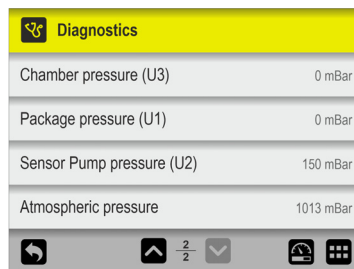 Diagnostics
Chamber pressure (U3) 0 mBar
Package pressure (U1) 0 mBar
Sensor Pump pressure (U2) 150 mBar
Atmospheric pressure 1013 mBar
2
2